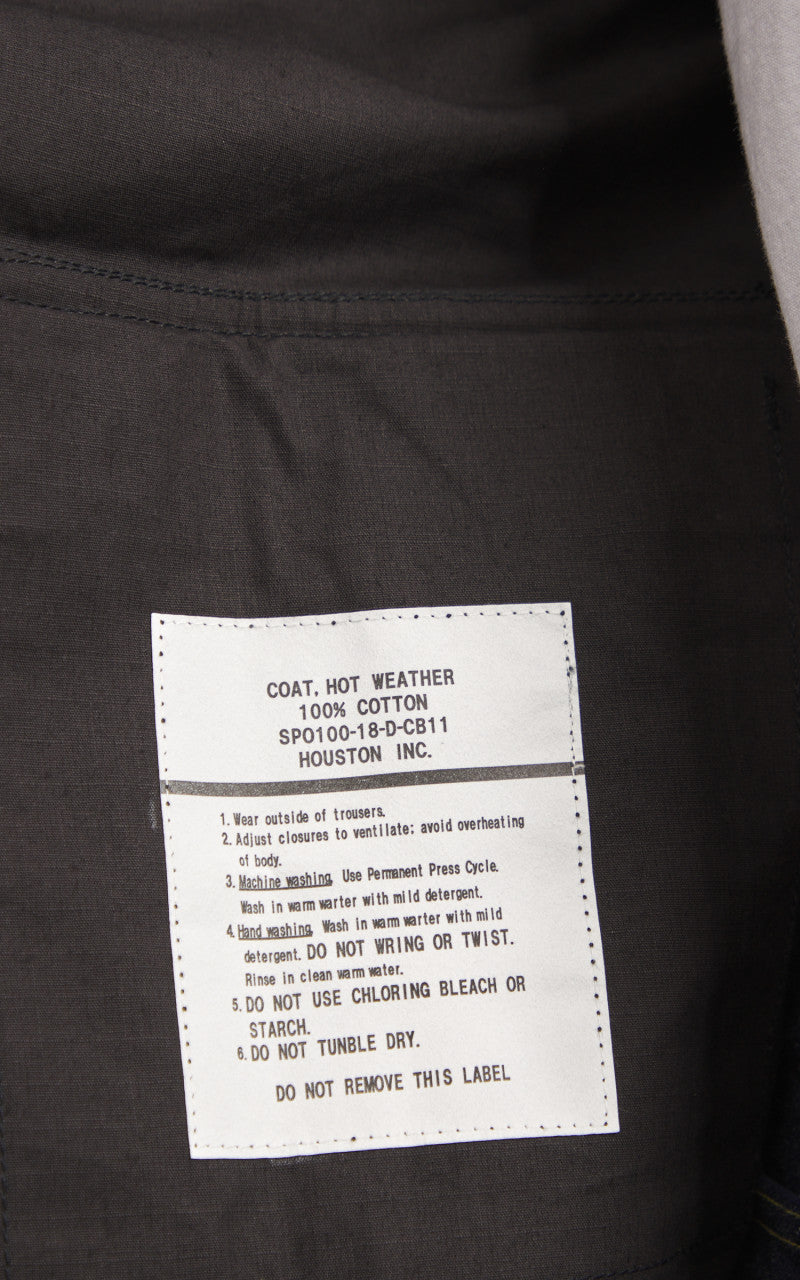 COAT, HOT WEATHER
100% COTTON
SPO100-18-D-CB11
HOUSTON INC.
1. Wear outside of trousers.
2. Adjust closures to ventilate: avoid overheating
of body.
3. Machine washing. Use Permanent Press Cycle.
Wash in warm warter with mild detergent.
4. Hand washing. Wash in warm warter with mild
detergent. DO NOT WRING OR TWIST.
Rinse in clean warm water.
5. DO NOT USE CHLORING BLEACH OR
STARCH.
6. DO NOT TUNBLE DRY.
DO NOT REMOVE THIS LABEL